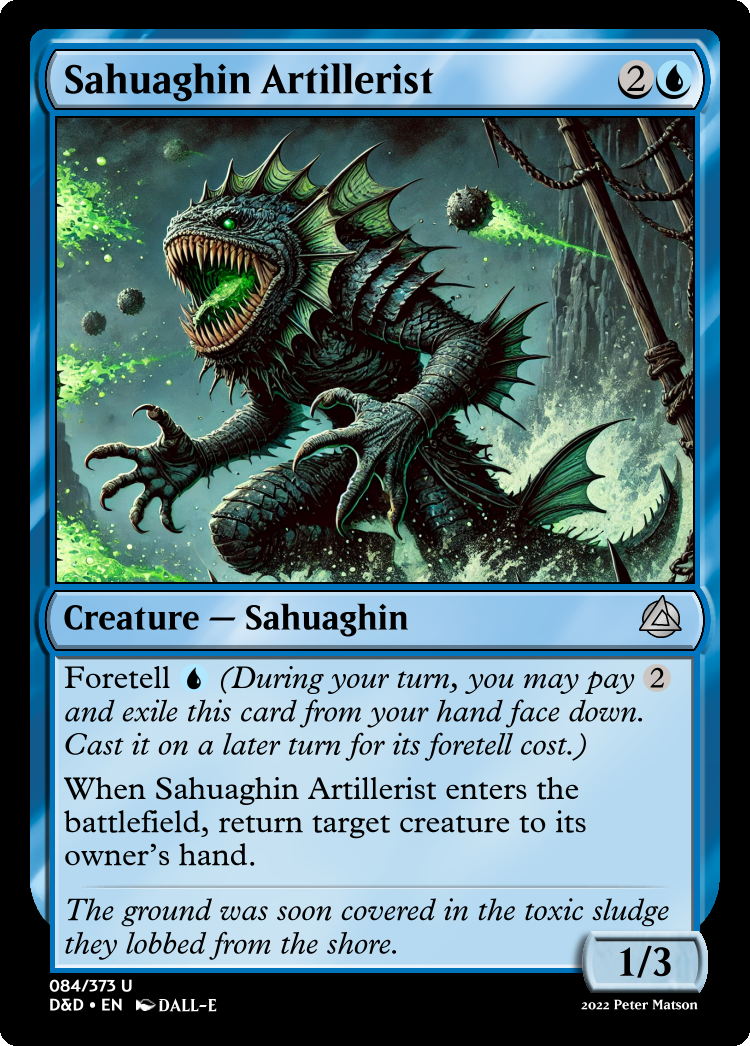 Sahuaghin Artillerist 2
Creature — Sahuaghin
Foretell (During your turn, you may pay 2
and exile this card from your hand face down.
Cast it on a later turn for its foretell cost.)
When Sahuaghin Artillerist enters the
battlefield, return target creature to its
owner's hand.
The ground was soon covered in the toxic sludge
they lobbed from the shore.
1/3
084/373 U
D&D • EN DALL-E
2022 Peter Matson